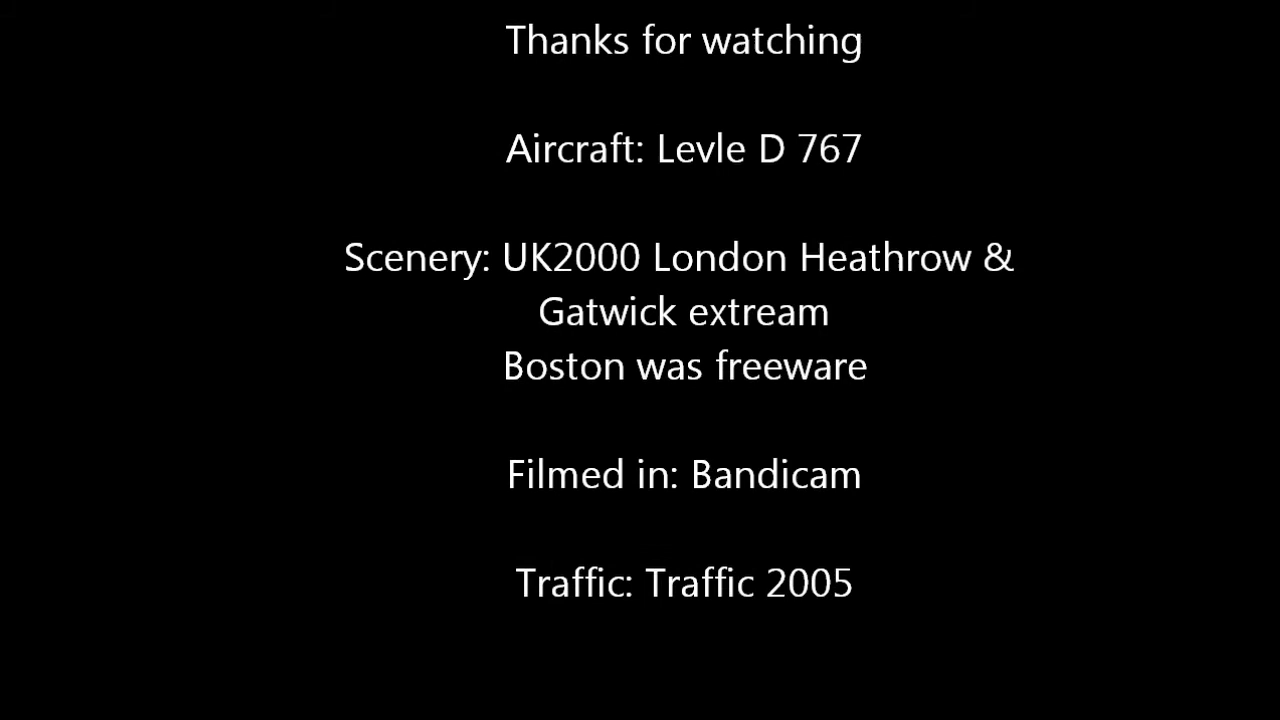 Thanks for watching
Aircraft: Levle D 767
Scenery: UK2000 London Heathrow &
Gatwick extream
Boston was freeware
Filmed in: Bandicam
Traffic: Traffic 2005